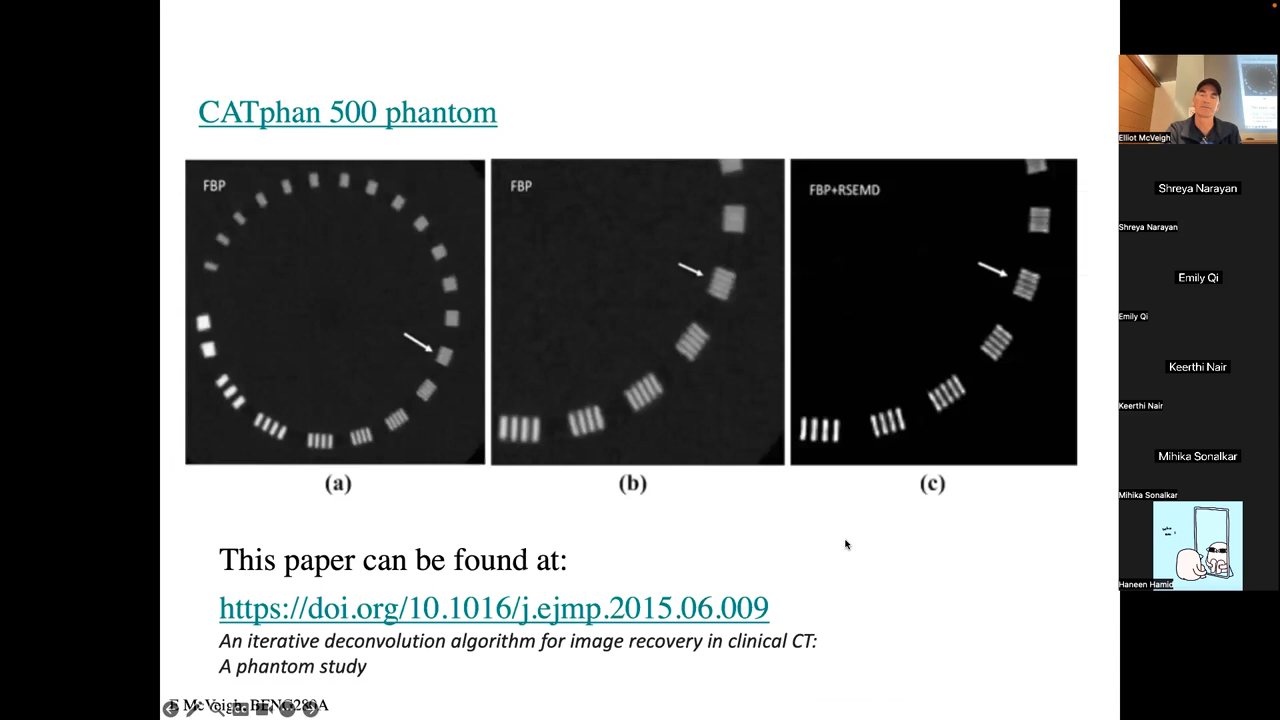 CATphan 500 phantom
FBP
FBP
FBP+RSEMD
(a)
(b)
(c)
This paper can be found at:
https://doi.org/10.1016/j.ejmp.2015.06.009
An iterative deconvolution algorithm for image recovery in clinical CT:
A phantom study
E McVeigh, BENG280A
Elliot McVeigh
Shreya Narayan
Shreya Narayan
Emily Qi
Emily Qi
Keerthi Nair
Keerthi Nair
Mihika Sonalkar
Mihika Sonalkar
Haneen Hamid